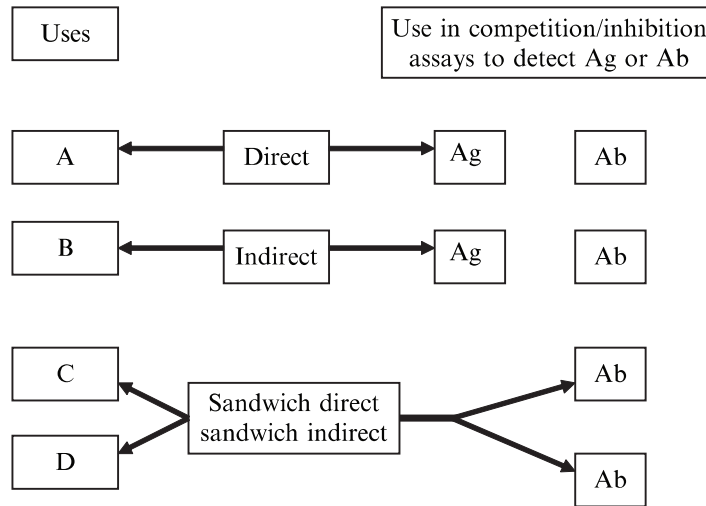 Uses
Use in competition/inhibition
assays to detect Ag or Ab
A
Direct
Ag
Ab
B
Indirect
Ag
Ab
C
Sandwich direct
sandwich indirect
Ab
D
Ab